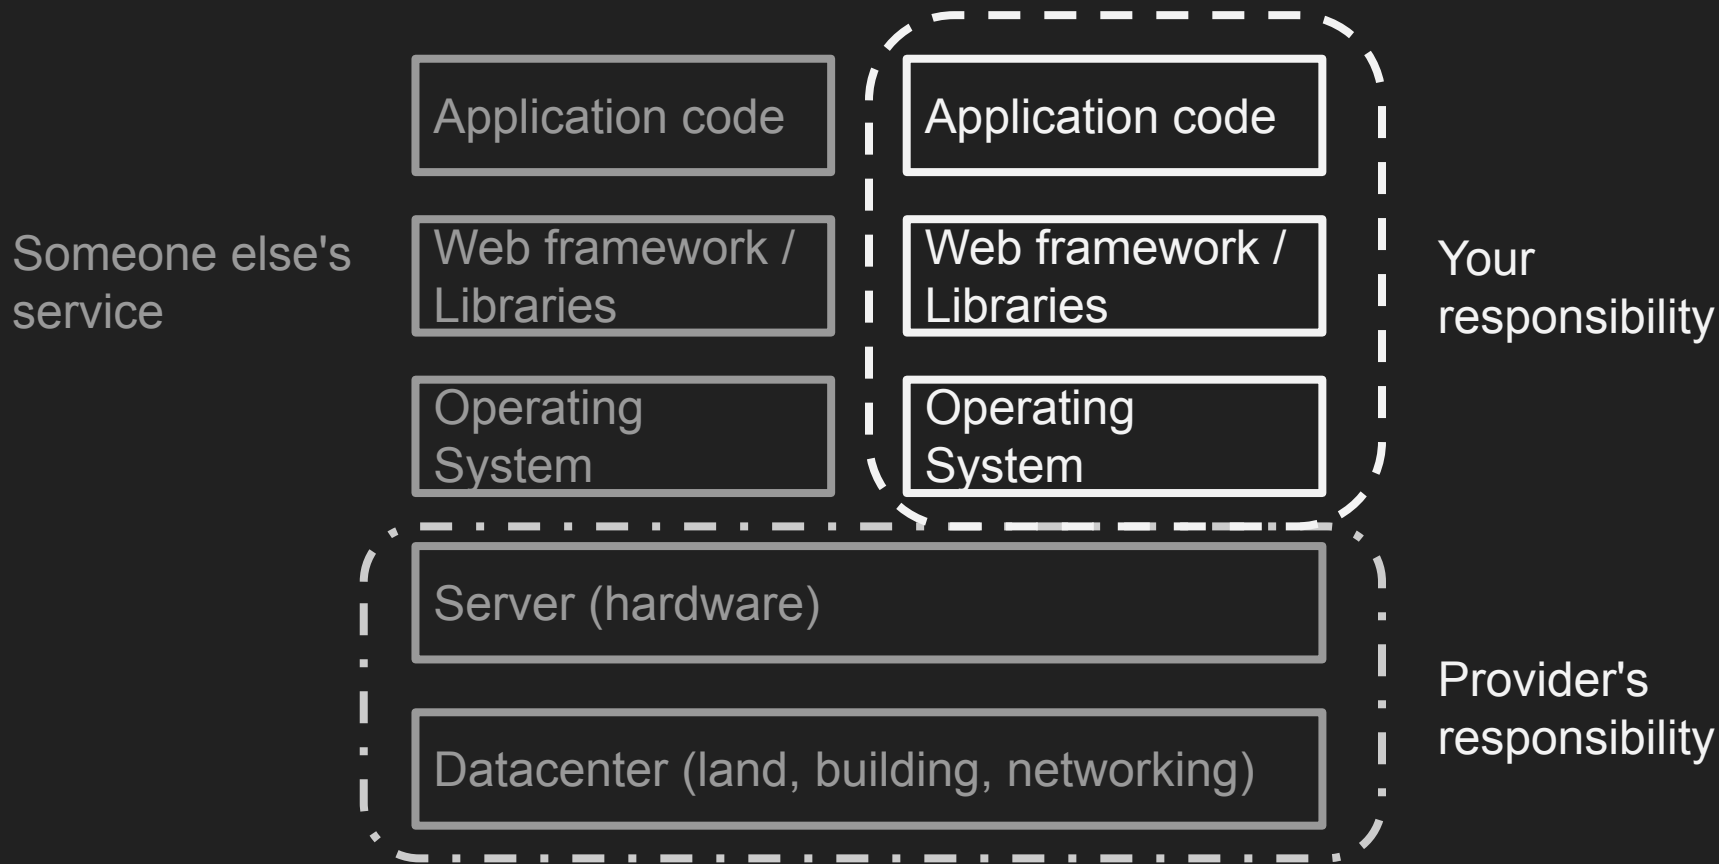 Application code
Application code
Someone else's
service
Web framework /
Libraries
Web framework /
Libraries
Your
responsibility
Operating
System
Operating
System
Server (hardware)
Provider's
responsibility
Datacenter (land, building, networking)